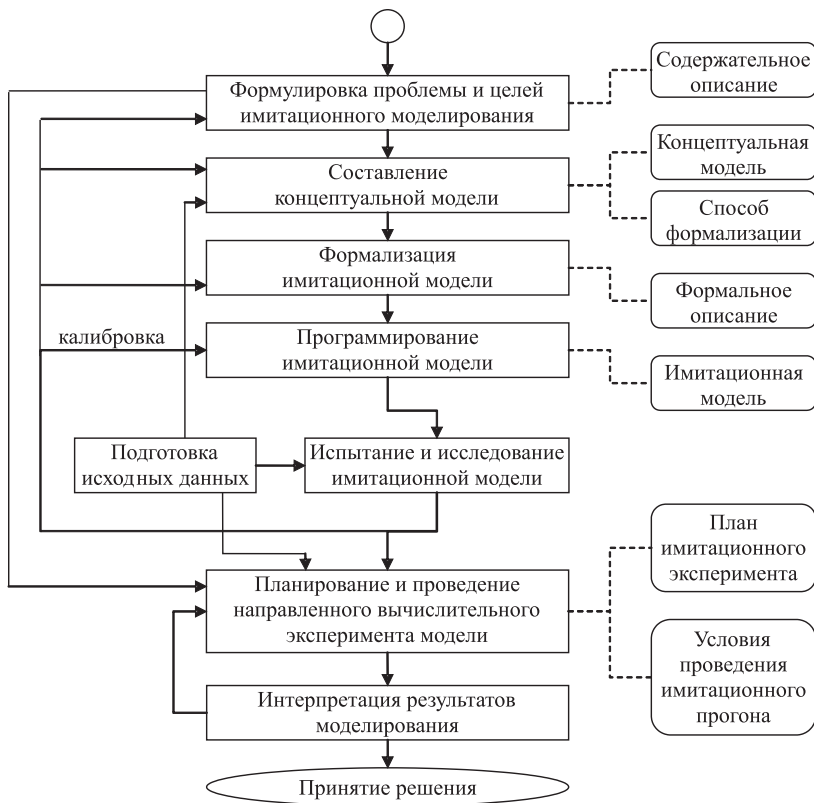 Формулировка проблемы и целей
имитационного моделирования
Содержательное
описание
Составление
концептуальной модели
Концептуальная
модель
Способ
формализации
Формализация
имитационной модели
Формальное
описание
калибровка
Программирование
имитационной модели
Имитационная
модель
Подготовка
исходных данных
Испытание и исследование
имитационной модели
План
имитационного
эксперимента
Планирование и проведение
направленного вычислительного
эксперимента модели
Условия
проведения
имитационного
прогона
Интерпретация результатов
моделирования
Принятие решения